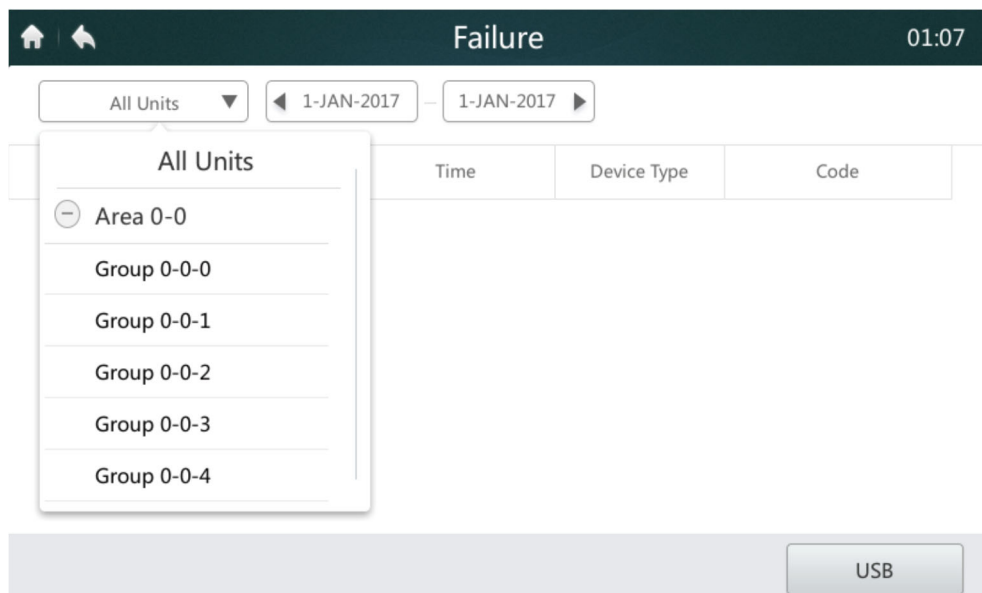 Failure
01:07
All Units
1-JAN-2017 – 1-JAN-2017
All Units
Area 0-0
Group 0-0-0
Group 0-0-1
Group 0-0-2
Group 0-0-3
Group 0-0-4
Time
Device Type
Code
USB